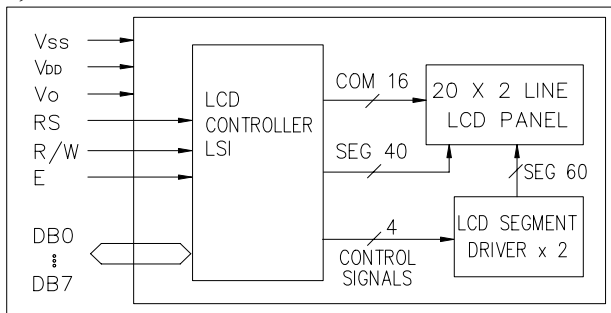 Vss
VDD
Vo
RS
R/W
E
DB0
DB7
LCD
CONTROLLER
LSI
COM 16
SEG 40
4
CONTROL
SIGNALS
20 X 2 LINE
LCD PANEL
SEG 60
LCD SEGMENT
DRIVER x 2